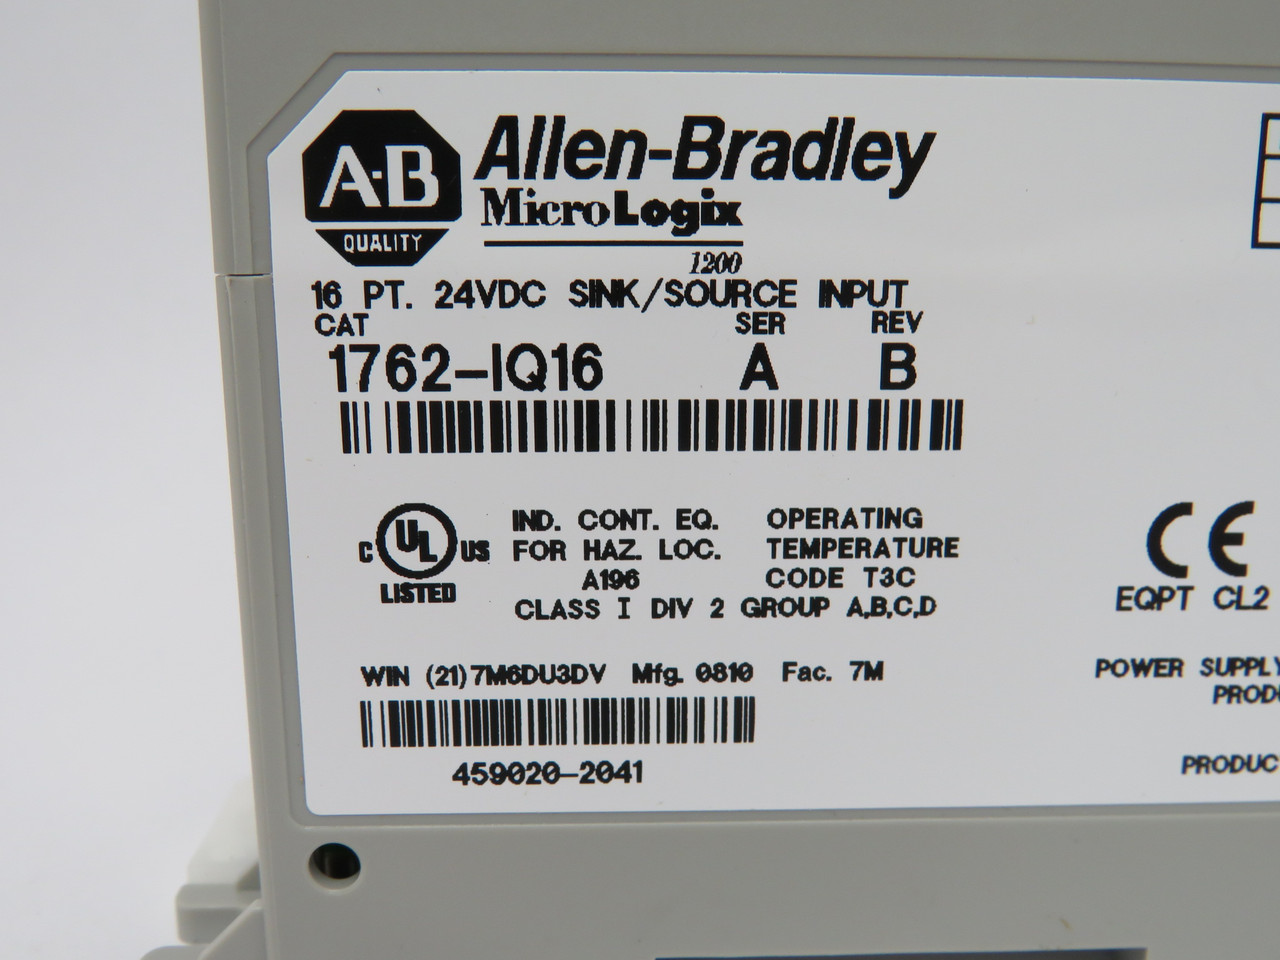 A-B
QUALITY
Allen-Bradley
MicroLogix
1200
16 PT. 24VDC SINK/SOURCE INPUT
CAT SER REV
1762-IQ16 A B
C UL US
LISTED
IND. CONT. EQ.
FOR HAZ. LOC.
A196
OPERATING
TEMPERATURE
CODE T3C
CLASS I DIV 2 GROUP A,B,C,D
CE
EQPT CL2
WIN (21)7M6DU3DV Mfg. 0810 Fac. 7M
459020-2041
POWER SUPPLY